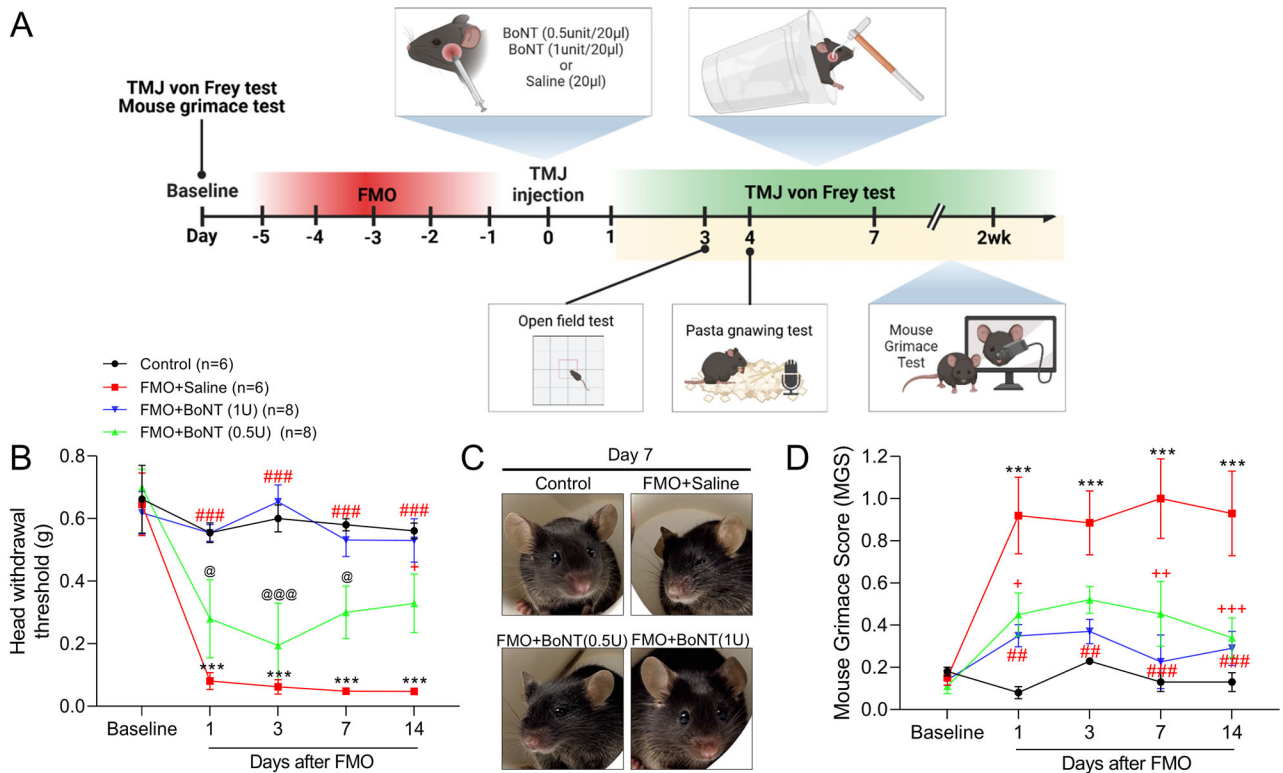 A
BoNT (0.5unit/20µl)
BoNT (1unit/20µl)
or
Saline (20µl)
TMJ von Frey test
Mouse grimace test
Baseline
FMO
TMJ
injection
TMJ von Frey test
Day
-5
-4
-3
-2
-1
0
1
3
4
7
2wk
Open field test
Pasta gnawing test
Mouse
Grimace
Test
Control (n=6)
FMO+Saline (n=6)
FMO+BoNT (1U) (n=8)
FMO+BoNT (0.5U) (n=8)
B
Head withdrawal
threshold (g)
0.8
0.6
0.4
0.2
0.0
###
###
###
###
@
@@@
@
+
***
***
***
***
Baseline
1
3
7
14
Days after FMO
C
Day 7
Control
FMO+Saline
FMO+BoNT(0.5U)
FMO+BoNT(1U)
D
Mouse Grimace Score (MGS)
1.2
1.0
0.8
0.6
0.4
0.2
0.0
***
***
***
***
+
++
+++
##
##
###
###
Baseline
1
3
7
14
Days after FMO